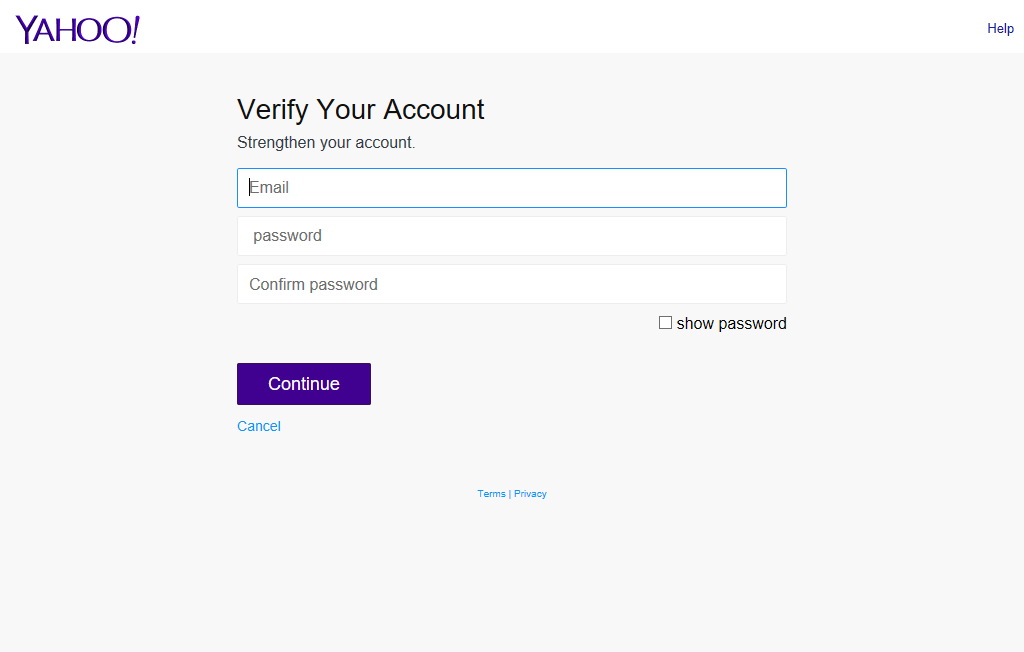 YAHOO!
Help
Verify Your Account
Strengthen your account.
Email
password
Confirm password
show password
Continue
Cancel
Terms | Privacy